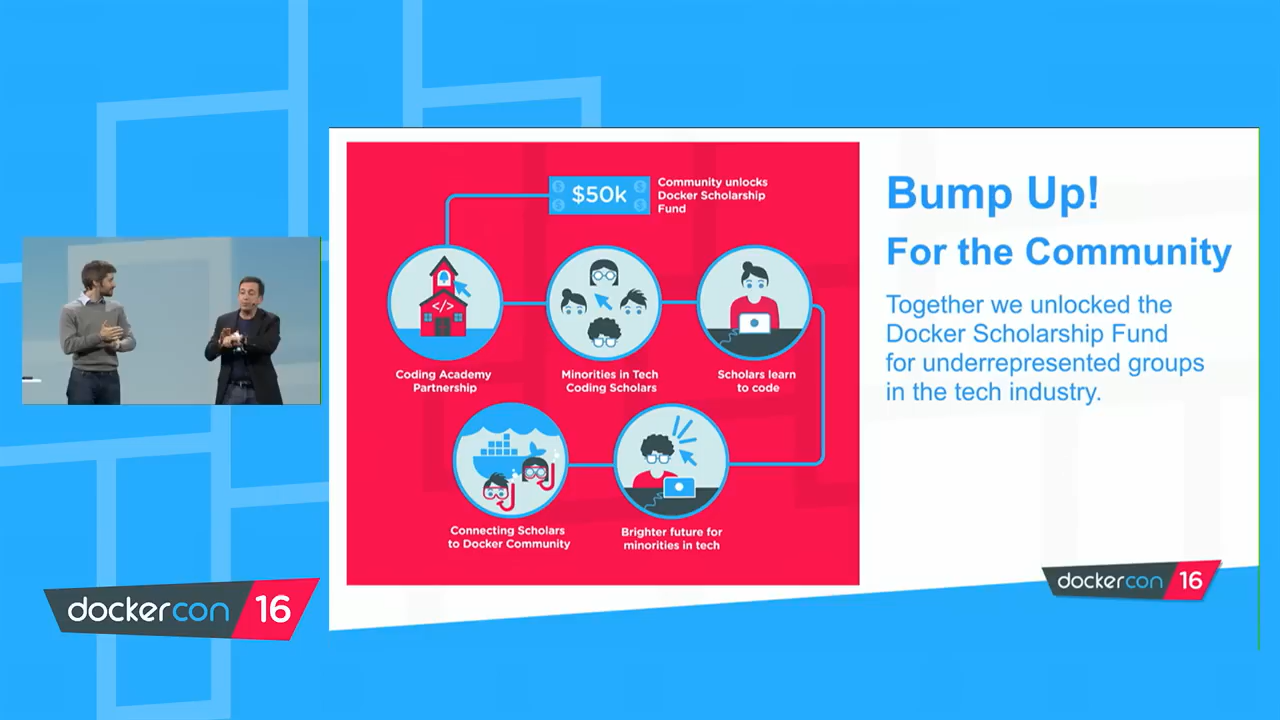 $50k
Community unlocks
Docker Scholarship
Fund
</>
Coding Academy
Partnership
Minorities in Tech
Coding Scholars
Scholars learn
to code
Connecting Scholars
to Docker Community
Brighter future for
minorities in tech
Bump Up!
For the Community
Together we unlocked the
Docker Scholarship Fund
for underrepresented groups
in the tech industry.
dockercon 16
dockercon 16